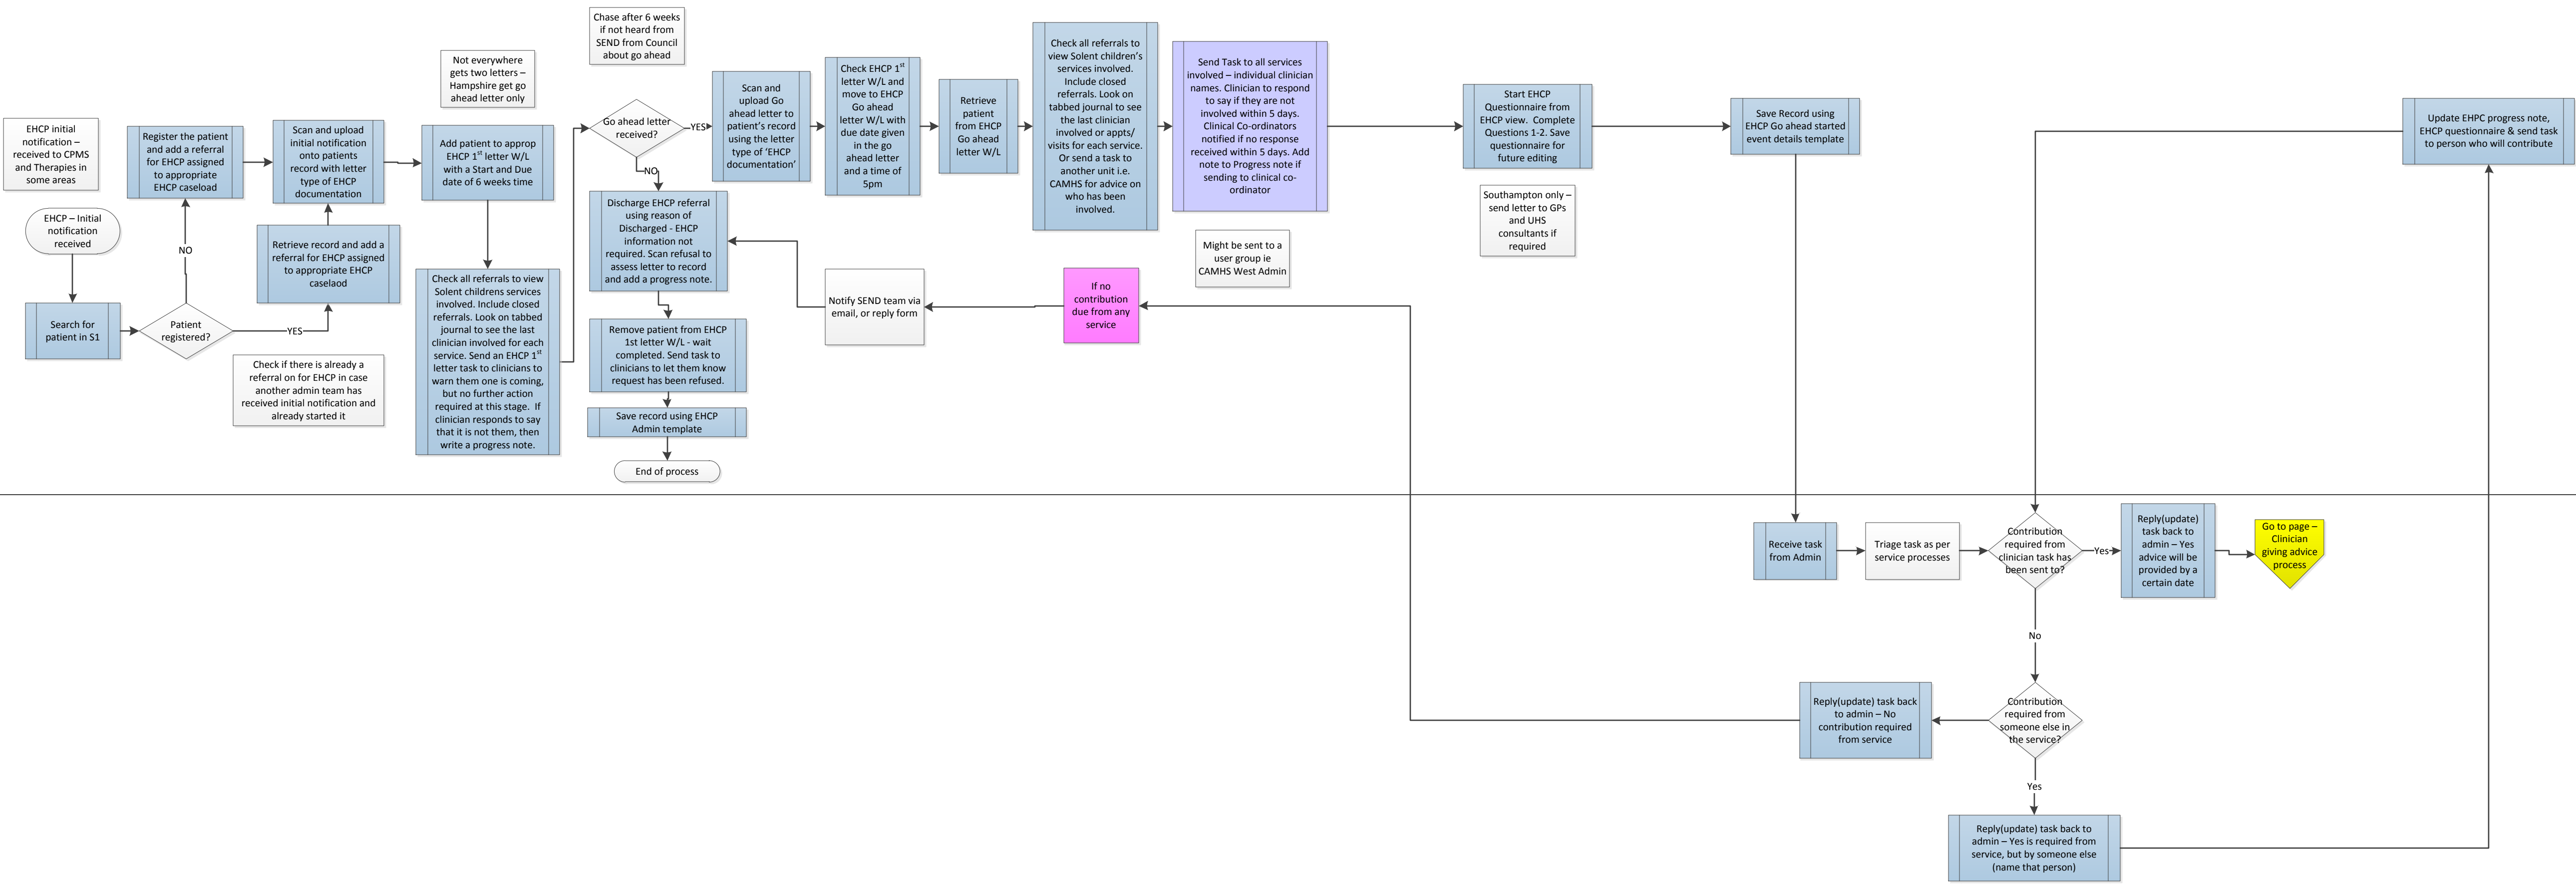 EHCP initial
notification –
received to CPMS
and Therapies in
some areas
EHCP – Initial
notification
received
Search for
patient in S1
Patient
registered?
NO
YES
Register the patient
and add a referral
for EHCP assigned
to appropriate
EHCP caseload
Retrieve record and add a
referral for EHCP assigned
to appropriate EHCP
caselaod
Check if there is already a
referral on for EHCP in case
another admin team has
received initial notification and
already started it
Scan and upload
initial notification
onto patients
record with letter
type of EHCP
documentation
Not everywhere
gets two letters –
Hampshire get go
ahead letter only
Add patient to approp
EHCP 1st letter W/L
with a Start and Due
date of 6 weeks time
Check all referrals to view
Solent childrens services
involved. Include closed
referrals. Look on tabbed
journal to see the last
clinician involved for each
service. Send an EHCP 1st
letter task to clinicians to
warn them one is coming,
but no further action
required at this stage.  If
clinician responds to say
that it is not them, then
write a progress note.
Chase after 6 weeks
if not heard from
SEND from Council
about go ahead
Go ahead letter
received?
YES
NO
Discharge EHCP referral
using reason of
Discharged - EHCP
information not
required. Scan refusal to
assess letter to record
and add a progress note.
Remove patient from EHCP
1st letter W/L - wait
completed. Send task to
clinicians to let them know
request has been refused.
Save record using EHCP
Admin template
End of process
Scan and
upload Go
ahead letter to
patient’s record
using the letter
type of ‘EHCP
documentation’
Check EHCP 1st
letter W/L and
move to EHCP
Go ahead
letter W/L with
due date given
in the go
ahead letter
and a time of
5pm
Retrieve
patient
from EHCP
Go ahead
letter W/L
Check all referrals to
view Solent children’s
services involved.
Include closed
referrals. Look on
tabbed journal to see
the last clinician
involved or appts/
visits for each service.
Or send a task to
another unit i.e.
CAMHS for advice on
who has been
involved.
Send Task to all services
involved – individual clinician
names. Clinician to respond
to say if they are not
involved within 5 days.
Clinical Co-ordinators
notified if no response
received within 5 days. Add
note to Progress note if
sending to clinical co-
ordinator
Might be sent to a
user group ie
CAMHS West Admin
Notify SEND team via
email, or reply form
If no
contribution
due from any
service
Start EHCP
Questionnaire from
EHCP view.  Complete
Questions 1-2. Save
questionnaire for
future editing
Southampton only –
send letter to GPs
and UHS
consultants if
required
Save Record using
EHCP Go ahead started
event details template
Update EHPC progress note,
EHCP questionnaire & send task
to person who will contribute
Receive task
from Admin
Triage task as per
service processes
Contribution
required from
clinician task has
been sent to?
Yes
Reply(update)
task back to
admin – Yes
advice will be
provided by a
certain date
Go to page –
Clinician
giving advice
process
No
Contribution
required from
someone else in
the service?
Reply(update) task back
to admin – No
contribution required
from service
Yes
Reply(update) task back to
admin – Yes is required from
service, but by someone else
(name that person)